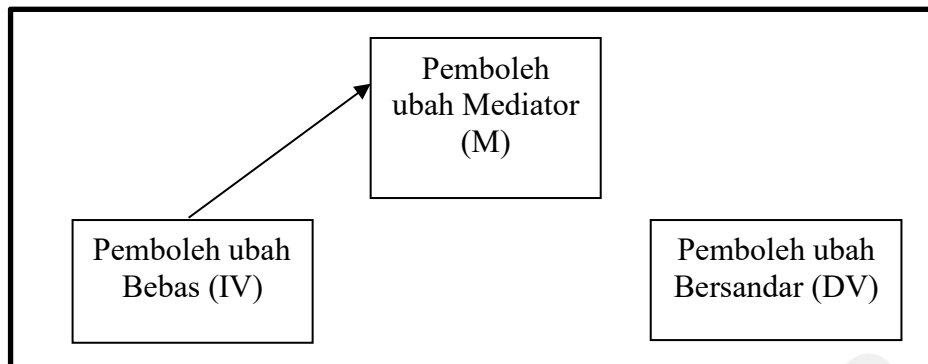 Pemboleh
ubah Mediator
(M)
Pemboleh ubah
Bebas (IV)
Pemboleh ubah
Bersandar (DV)